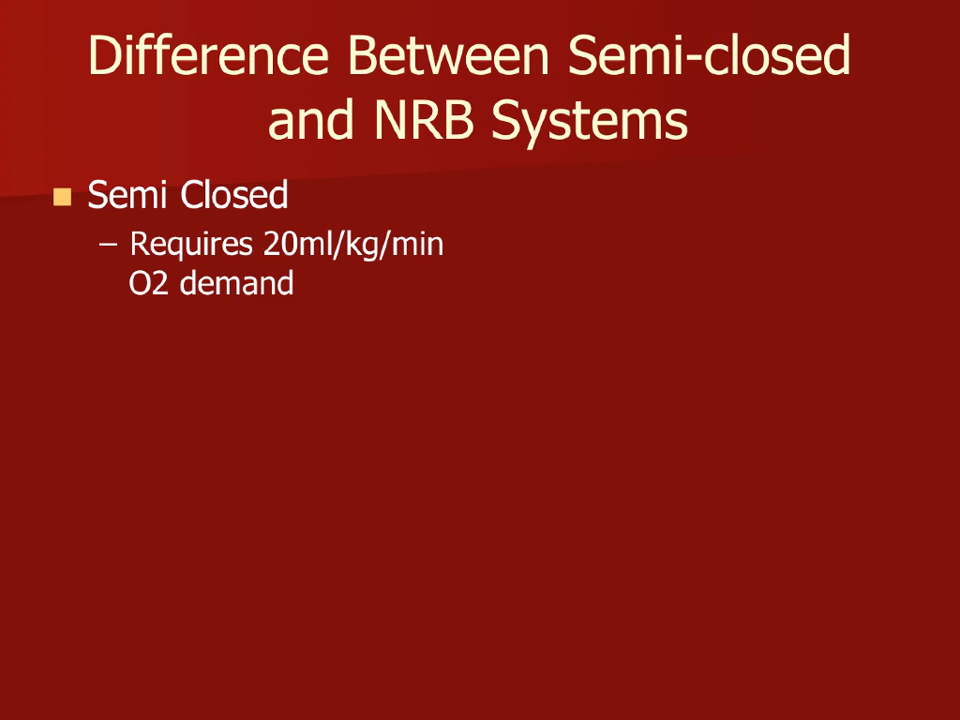 Difference Between Semi-closed
and NRB Systems
Semi Closed
– Requires 20ml/kg/min
O2 demand